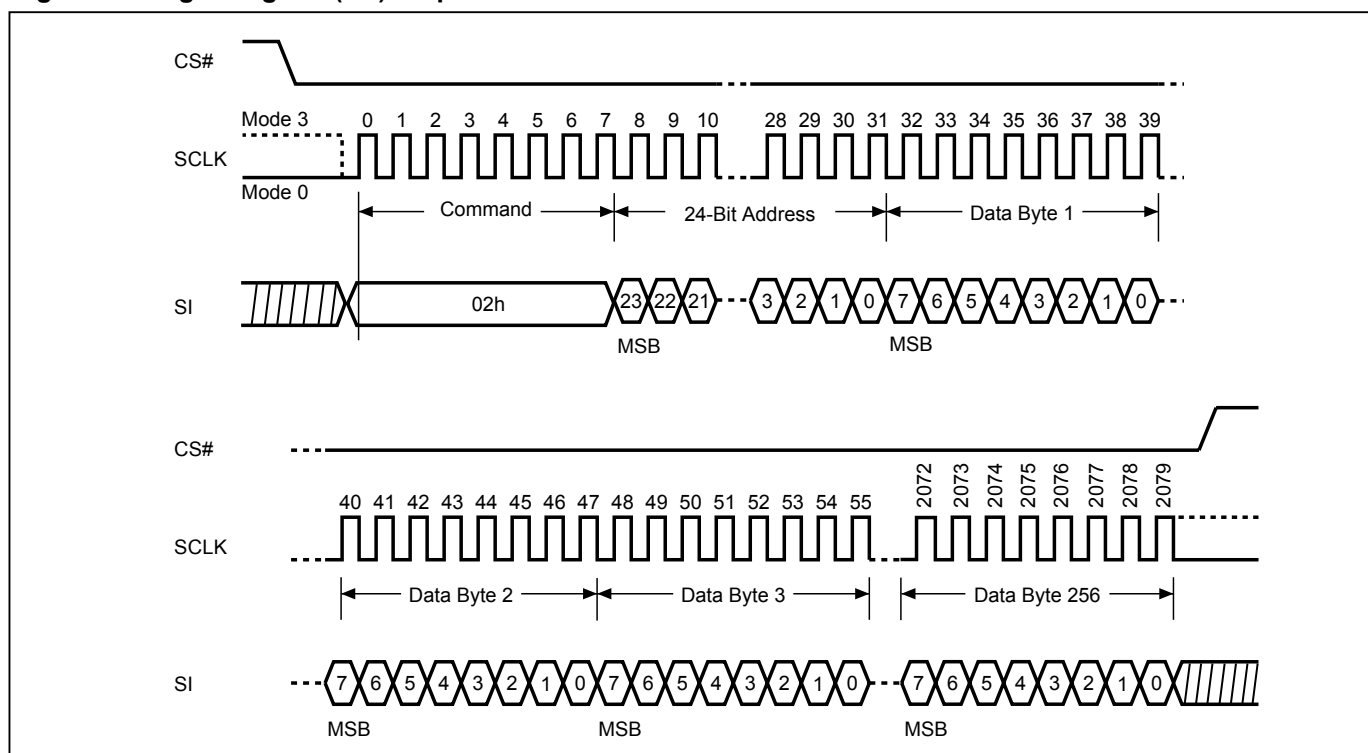 CS#
Mode 3
0 1 2 3 4 5 6 7 8 9 10 28 29 30 31 32 33 34 35 36 37 38 39
SCLK
Mode 0
Command 24-Bit Address Data Byte 1
SI 02h 23 22 21 3 2 1 0 7 6 5 4 3 2 1 0
MSB MSB
CS#
2072 2073 2074 2075 2076 2077 2078 2079
40 41 42 43 44 45 46 47 48 49 50 51 52 53 54 55
SCLK
Data Byte 2 Data Byte 3 Data Byte 256
SI 7 6 5 4 3 2 1 0 7 6 5 4 3 2 1 0 7 6 5 4 3 2 1 0
MSB MSB MSB